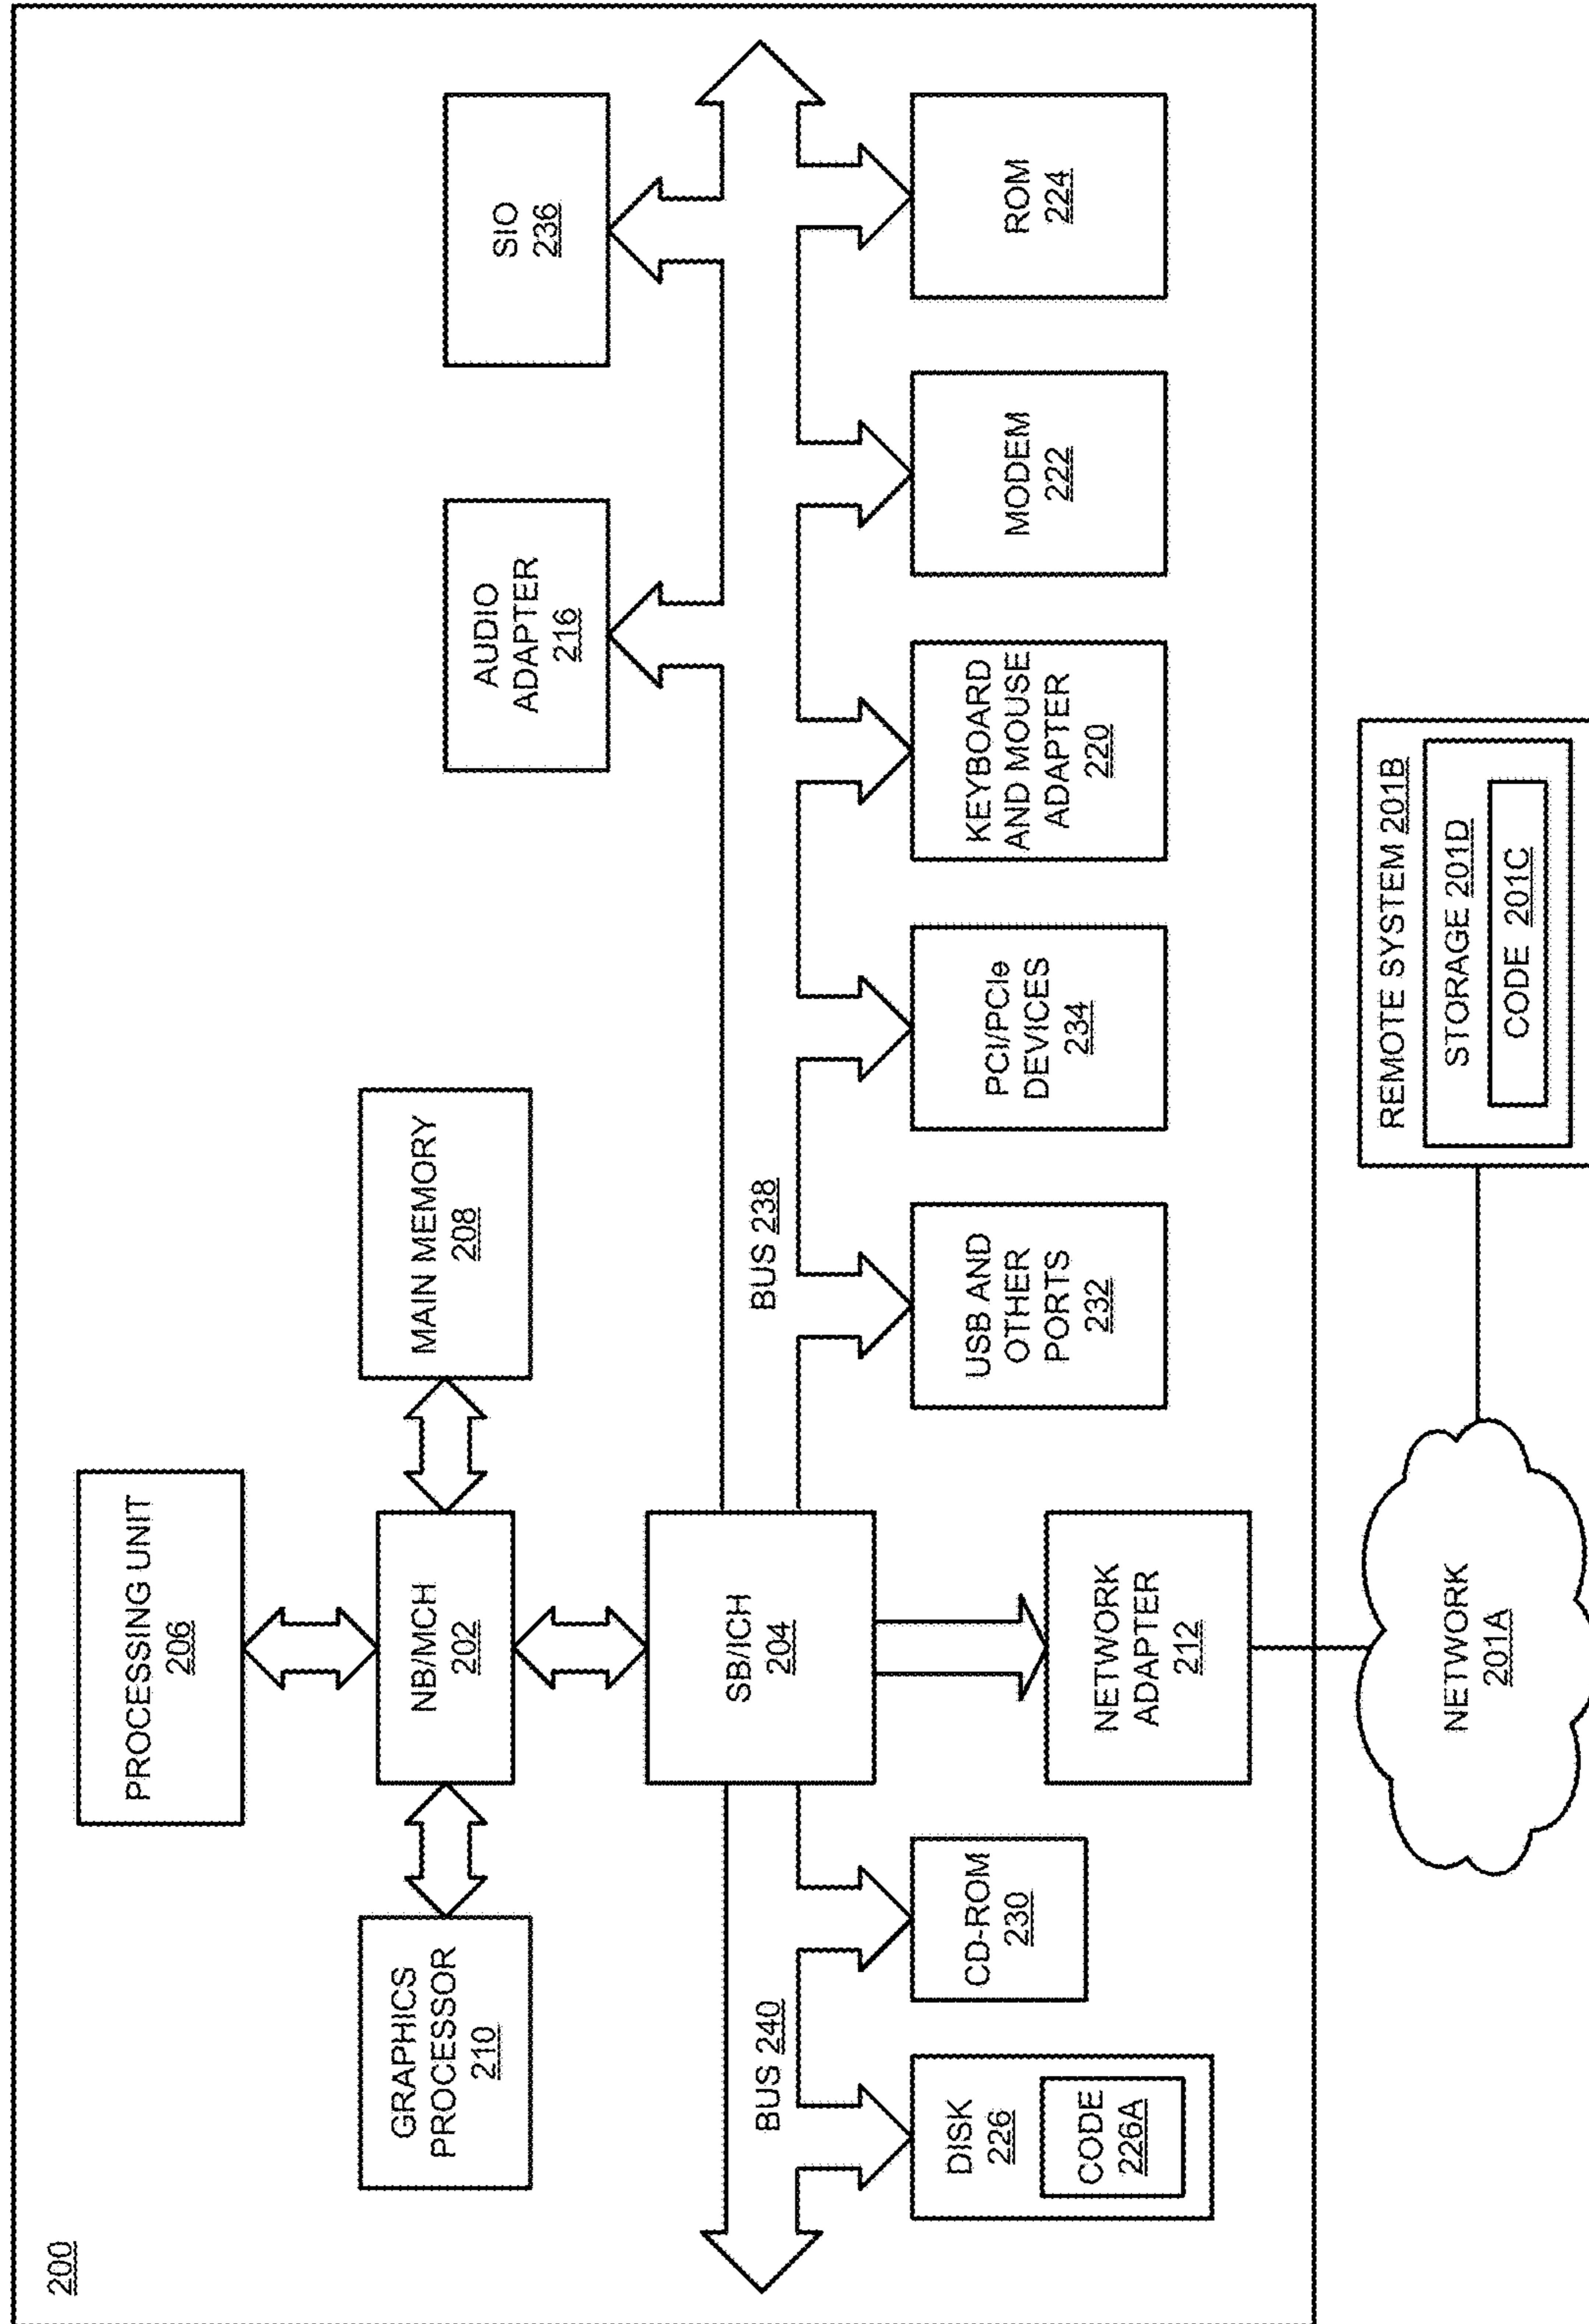 200
PROCESSING UNIT
206
GRAPHICS
PROCESSOR
210
NB/MCH
202
MAIN MEMORY
208
AUDIO
ADAPTER
216
SIO
236
SB/ICH
204
BUS 240
BUS 238
DISK
226
CODE
226A
CD-ROM
230
NETWORK
ADAPTER
212
USB AND
OTHER
PORTS
232
PCI/PCIe
DEVICES
234
KEYBOARD
AND MOUSE
ADAPTER
220
MODEM
222
ROM
224
NETWORK
201A
REMOTE SYSTEM 201B
STORAGE 201D
CODE 201C